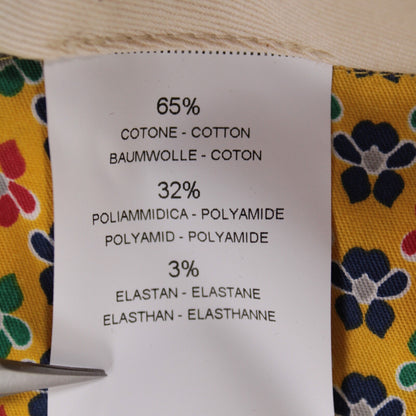 65%
COTONE - COTTON
BAUMWOLLE - COTON
32%
POLIAMMIDICA - POLYAMIDE
POLYAMID - POLYAMIDE
3%
ELASTAN - ELASTANE
ELASTHAN - ELASTHANNE